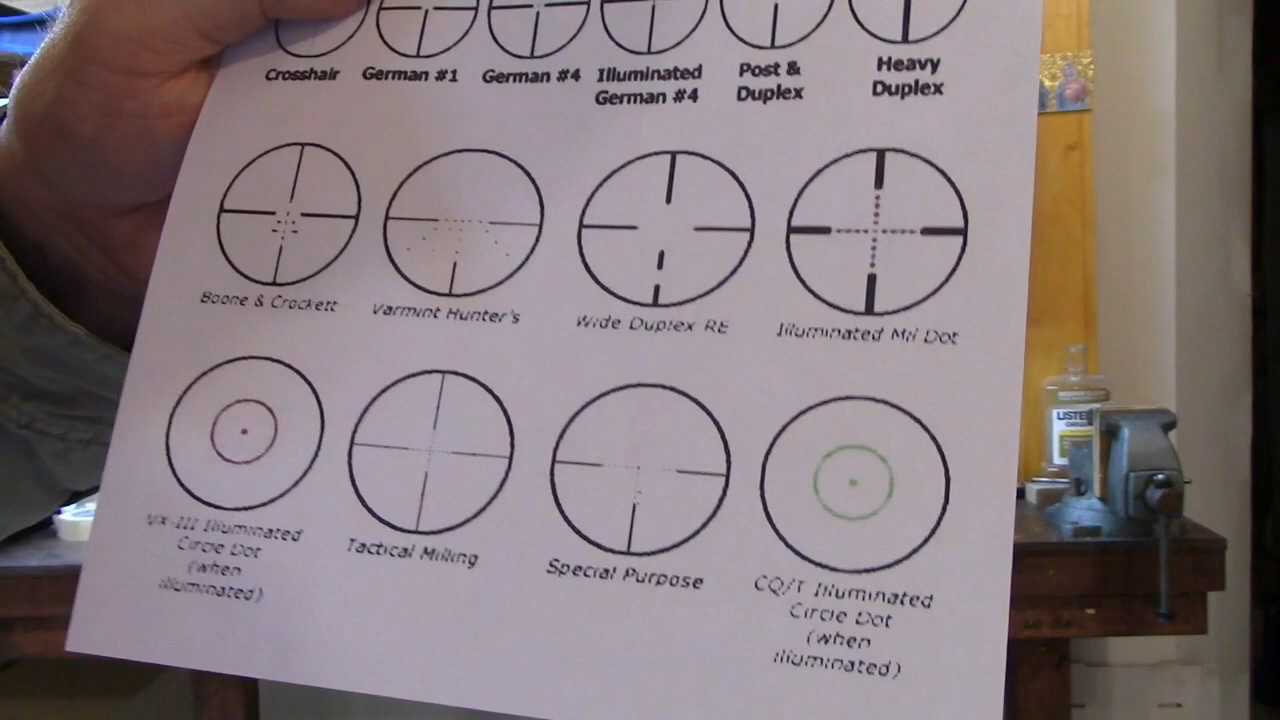 Crosshair German #1 German #4 Illuminated German #4 Post & Duplex Heavy Duplex
Boone & Crockett Varmint Hunter's Wide Duplex RE Illuminated Mil Dot
VX-III Illuminated Circle Dot (when illuminated) Tactical Milling Special Purpose CQ/T Illuminated Circle Dot (when illuminated)
LISTE